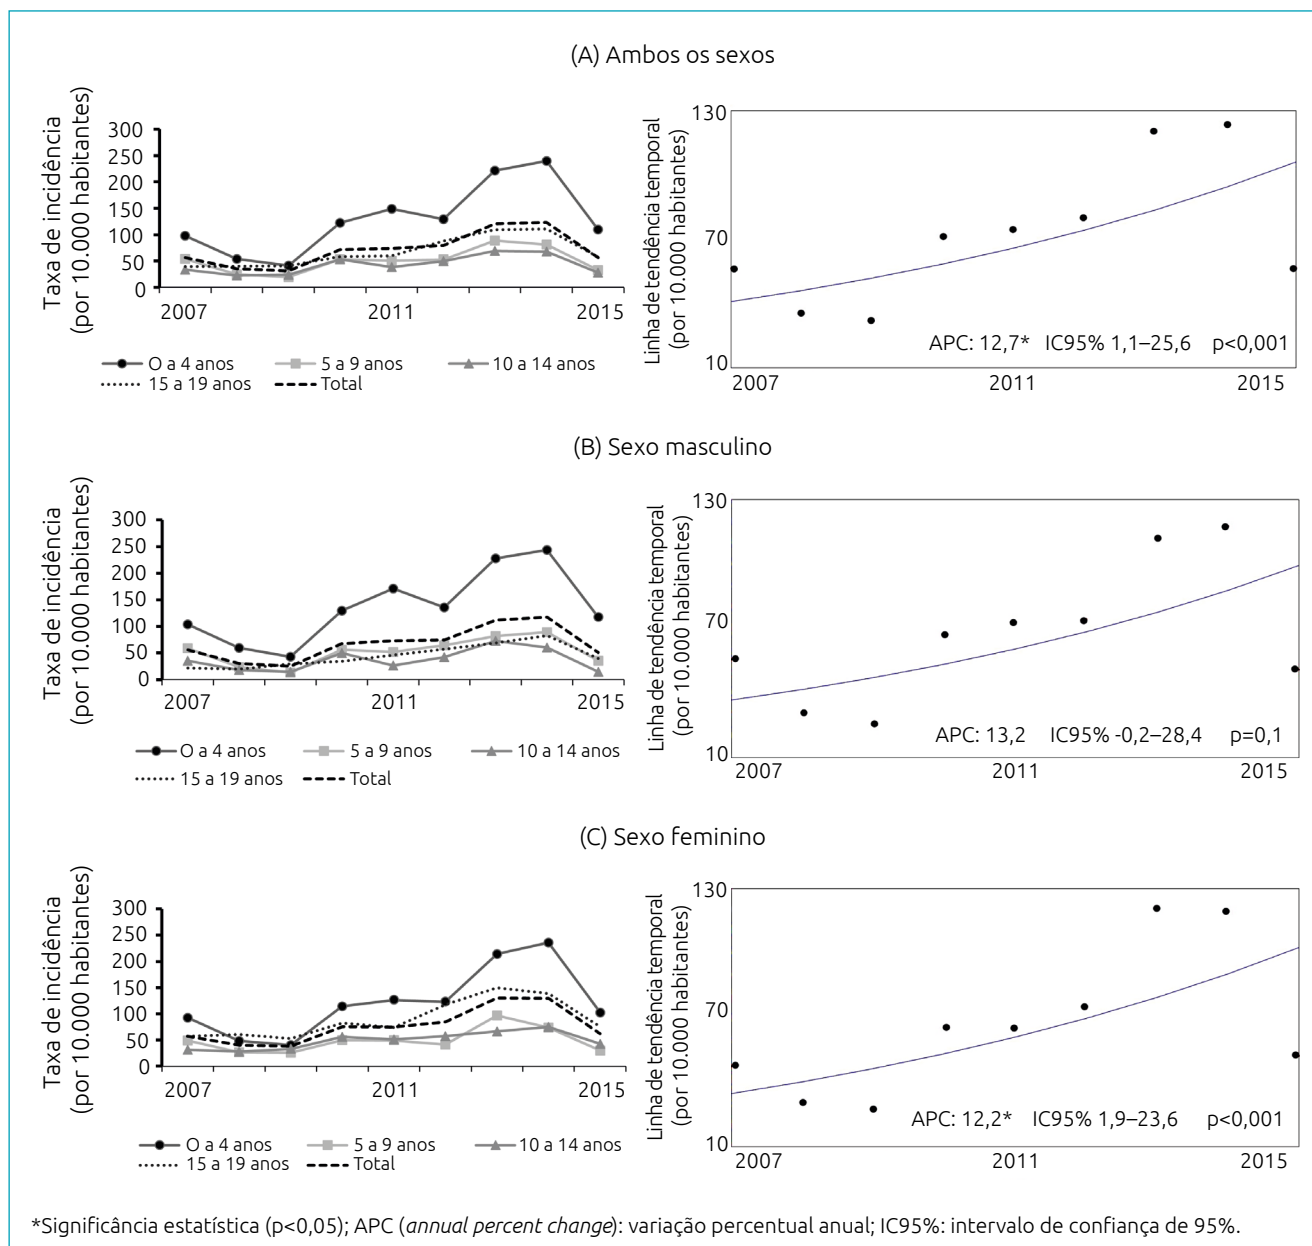 (A) Ambos os sexos
Taxa de incidência
(por 10.000 habitantes)
300
250
200
150
100
50
0
2007 2011 2015
O a 4 anos 5 a 9 anos 10 a 14 anos
15 a 19 anos Total
Linha de tendência temporal
(por 10.000 habitantes)
130
70
10
APC: 12,7* IC95% 1,1–25,6 p<0,001
2007 2011 2015
(B) Sexo masculino
Taxa de incidência
(por 10.000 habitantes)
300
250
200
150
100
50
0
2007 2011 2015
O a 4 anos 5 a 9 anos 10 a 14 anos
15 a 19 anos Total
Linha de tendência temporal
(por 10.000 habitantes)
130
70
10
APC: 13,2 IC95% -0,2–28,4 p=0,1
2007 2011 2015
(C) Sexo feminino
Taxa de incidência
(por 10.000 habitantes)
300
250
200
150
100
50
0
2007 2011 2015
O a 4 anos 5 a 9 anos 10 a 14 anos
15 a 19 anos Total
Linha de tendência temporal
(por 10.000 habitantes)
130
70
10
APC: 12,2* IC95% 1,9–23,6 p<0,001
2007 2011 2015
*Significância estatística (p<0,05); APC (annual percent change): variação percentual anual; IC95%: intervalo de confiança de 95%.